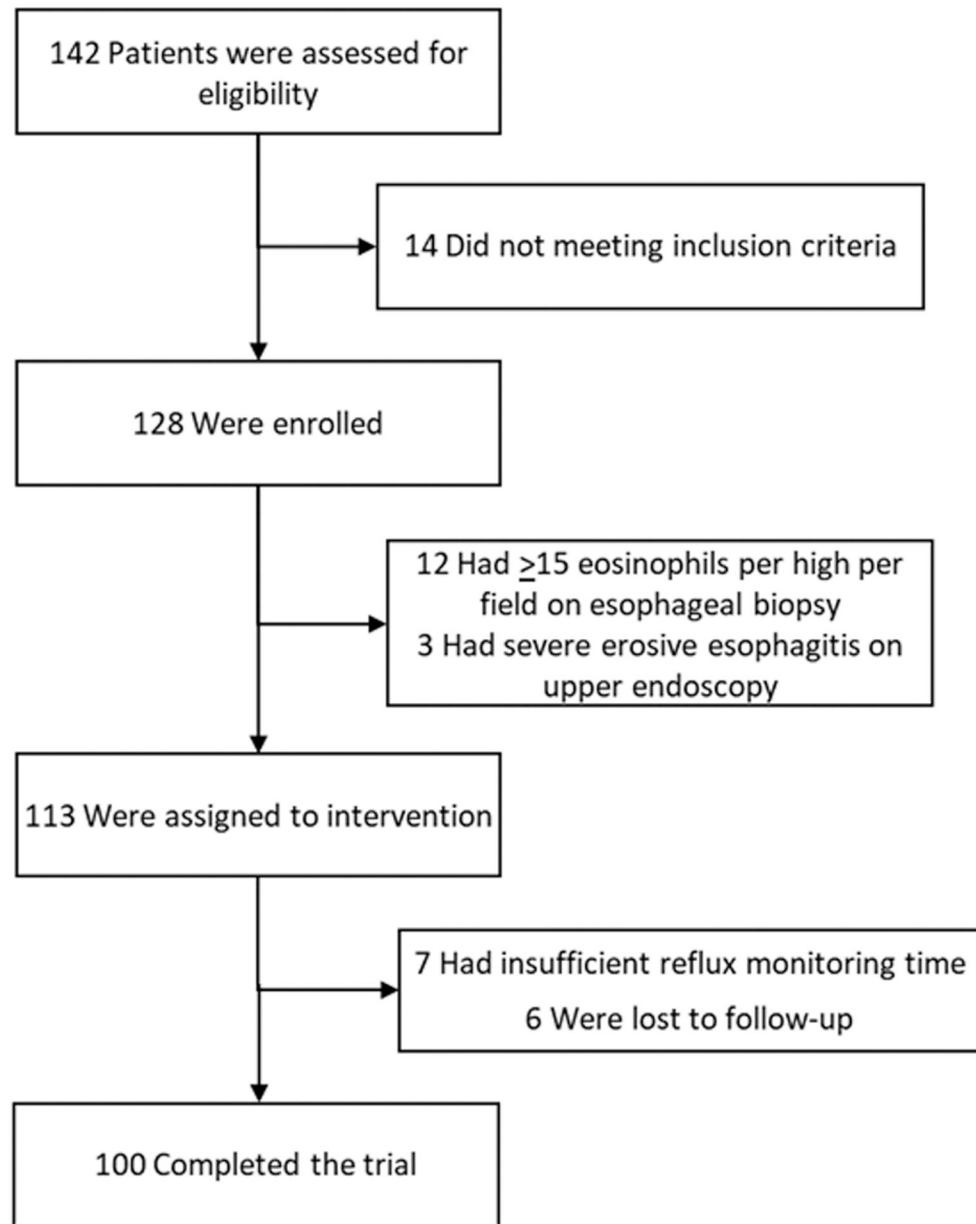 142 Patients were assessed for
eligibility
14 Did not meeting inclusion criteria
128 Were enrolled
12 Had ≥15 eosinophils per high per
field on esophageal biopsy
3 Had severe erosive esophagitis on
upper endoscopy
113 Were assigned to intervention
7 Had insufficient reflux monitoring time
6 Were lost to follow-up
100 Completed the trial